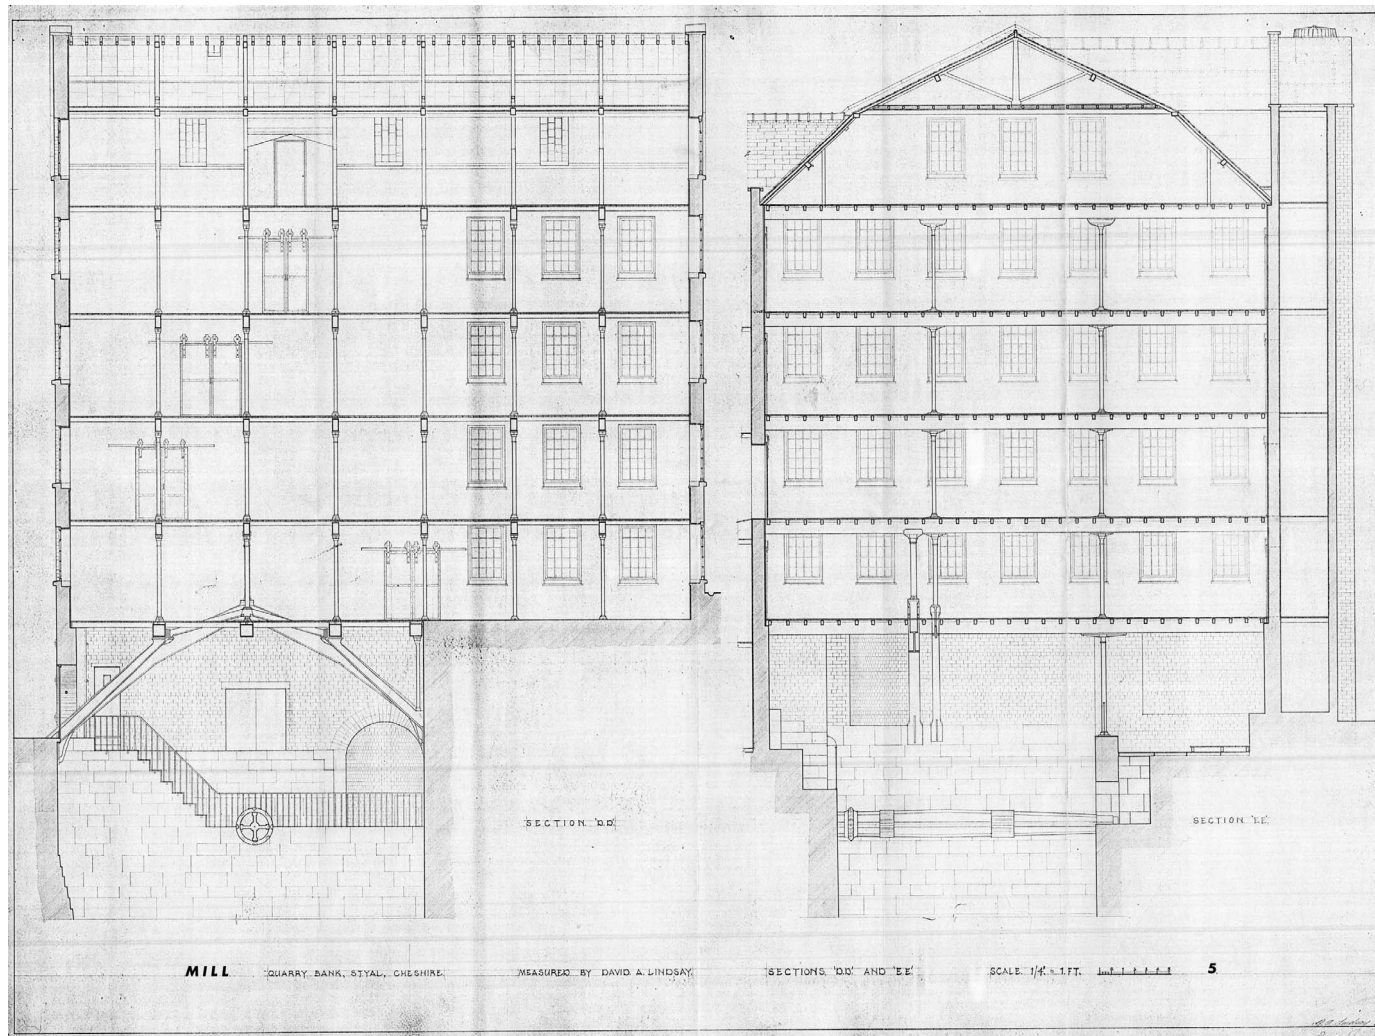 SECTION 'D.D'.
SECTION 'E.E'.
MILL QUARRY BANK, STYAL, CHESHIRE. MEASURED BY DAVID A. LINDSAY. SECTIONS 'D.D.' AND 'E.E.' SCALE 1/4" = 1 FT. 5.